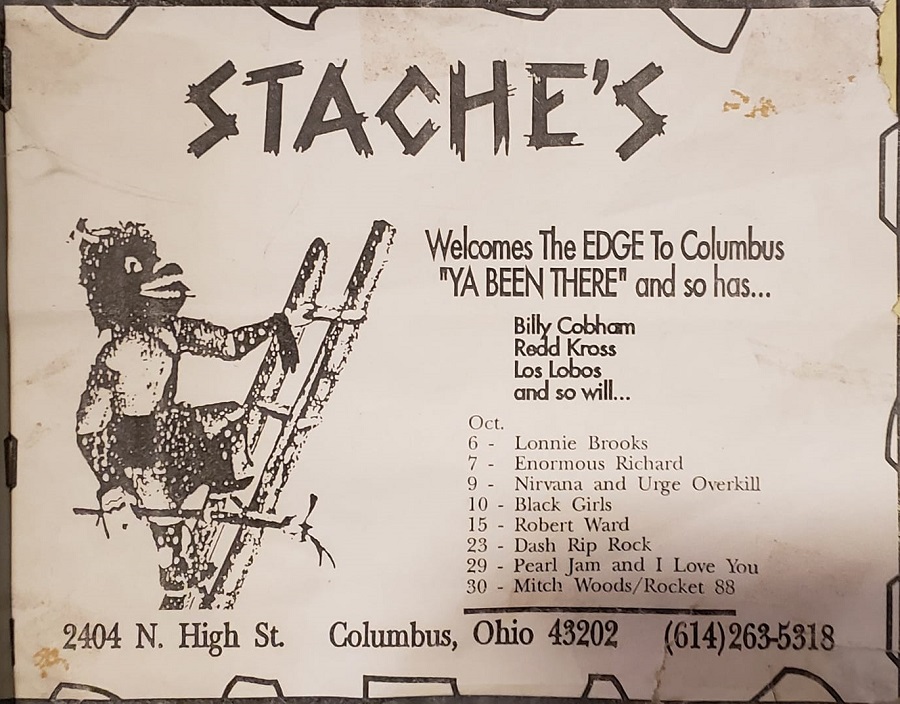 STACHE'S
Welcomes The EDGE To Columbus
"YA BEEN THERE" and so has...
Billy Cobham
Redd Kross
Los Lobos
and so will...
Oct.
6 - Lonnie Brooks
7 - Enormous Richard
9 - Nirvana and Urge Overkill
10 - Black Girls
15 - Robert Ward
23 - Dash Rip Rock
29 - Pearl Jam and I Love You
30 - Mitch Woods/Rocket 88
2404 N. High St. Columbus, Ohio 43202 (614)263-5318